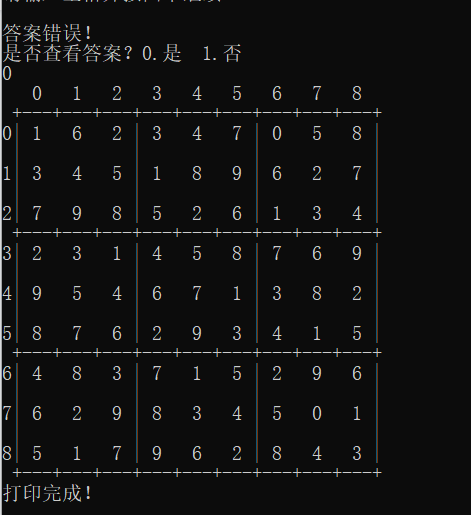 答案错误!
是否查看答案? 0.是 1.否
0
0 1 2 3 4 5 6 7 8
+---+---+---+---+---+---+---+---+---+
0| 1 6 2 | 3 4 7 | 0 5 8 |
1| 3 4 5 | 1 8 9 | 6 2 7 |
2| 7 9 8 | 5 2 6 | 1 3 4 |
+---+---+---+---+---+---+---+---+---+
3| 2 3 1 | 4 5 8 | 7 6 9 |
4| 9 5 4 | 6 7 1 | 3 8 2 |
5| 8 7 6 | 2 9 3 | 4 1 5 |
+---+---+---+---+---+---+---+---+---+
6| 4 8 3 | 7 1 5 | 2 9 6 |
7| 6 2 9 | 8 3 4 | 5 0 1 |
8| 5 1 7 | 9 6 2 | 8 4 3 |
+---+---+---+---+---+---+---+---+---+
打印完成!